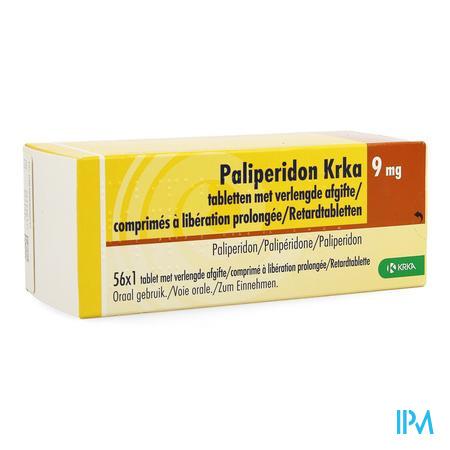 Paliperidon Krka 9 mg
tabletten met verlengde afgifte/
comprimés à libération prolongée/Retardtabletten
Paliperidon/Palipéridone/Paliperidon
56x1 tablet met verlengde afgifte/comprimé à libération prolongée/Retardtablette
Oraal gebruik./Voie orale./Zum Einnehmen.
KRKA
IPM